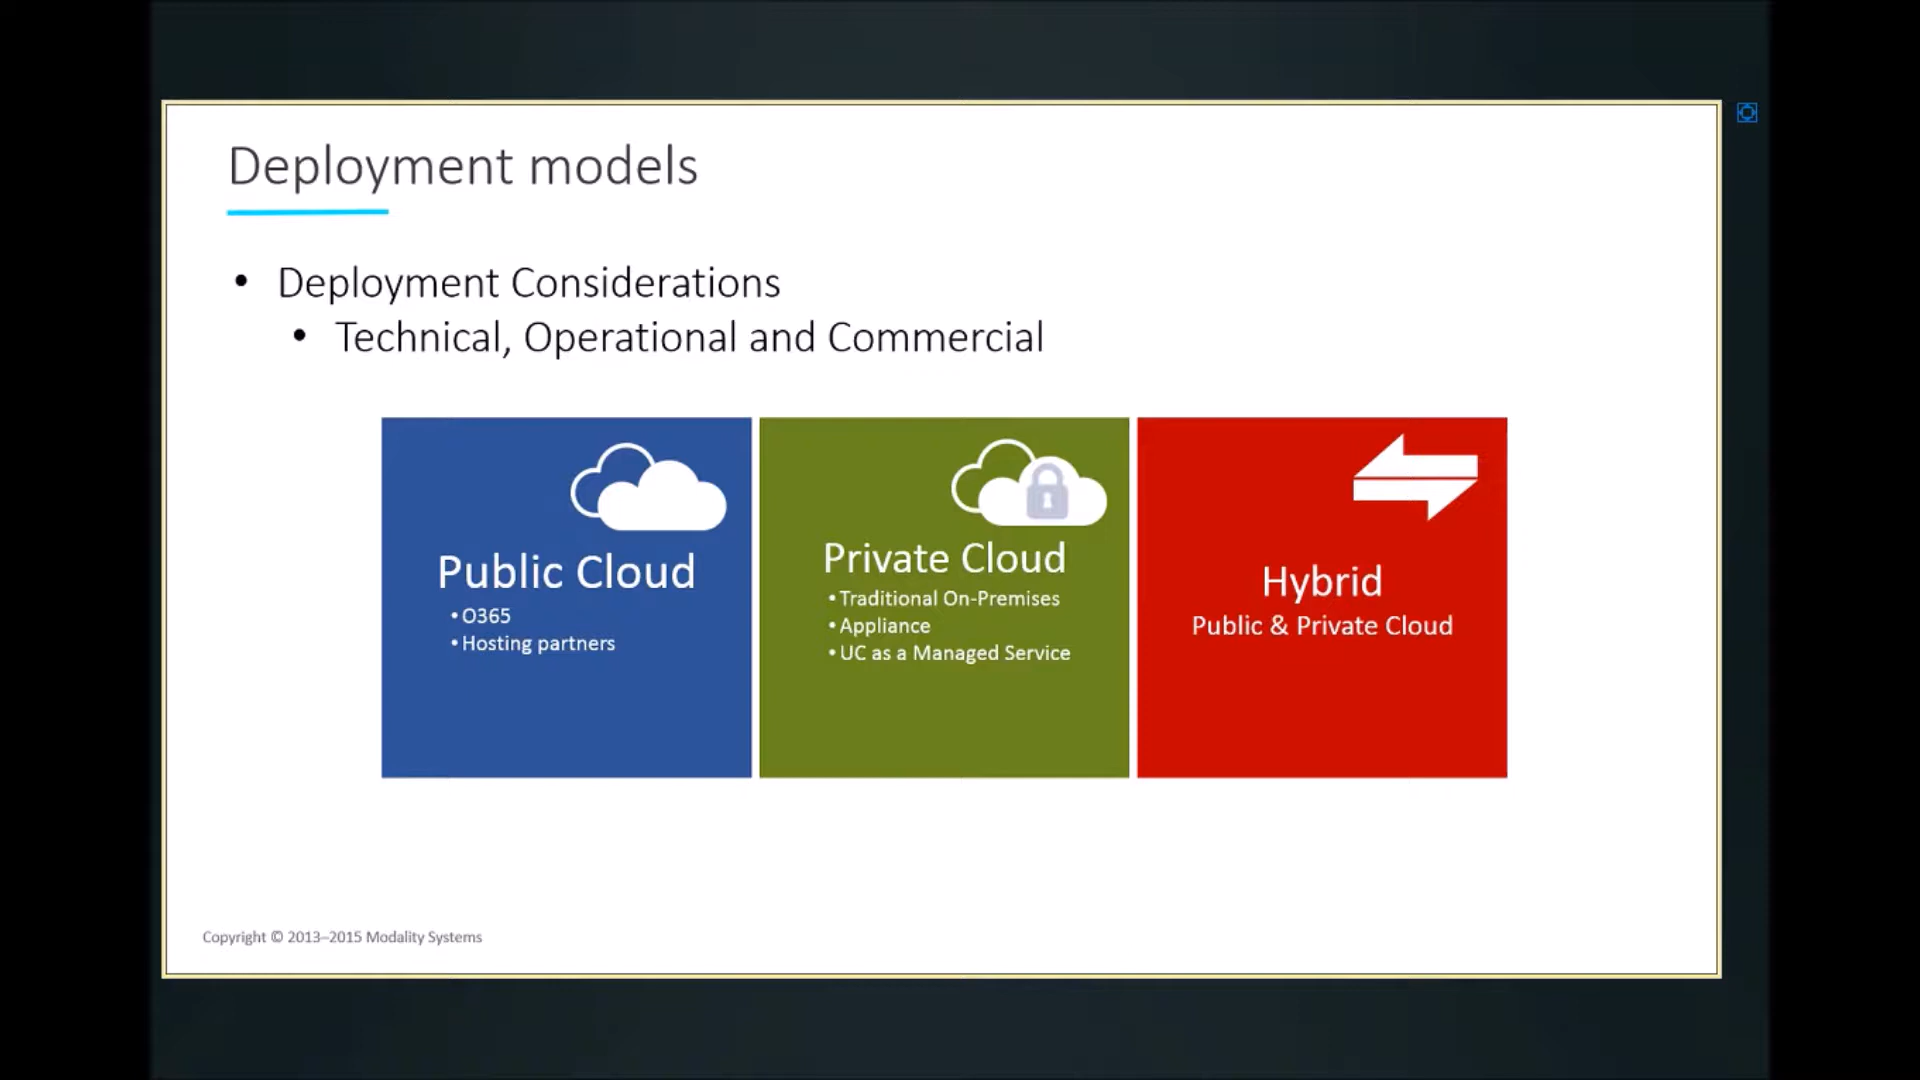 Deployment models
• Deployment Considerations
• Technical, Operational and Commercial
Public Cloud
• O365
• Hosting partners
Private Cloud
• Traditional On-Premises
• Appliance
• UC as a Managed Service
Hybrid
Public & Private Cloud
Copyright © 2013–2015 Modality Systems